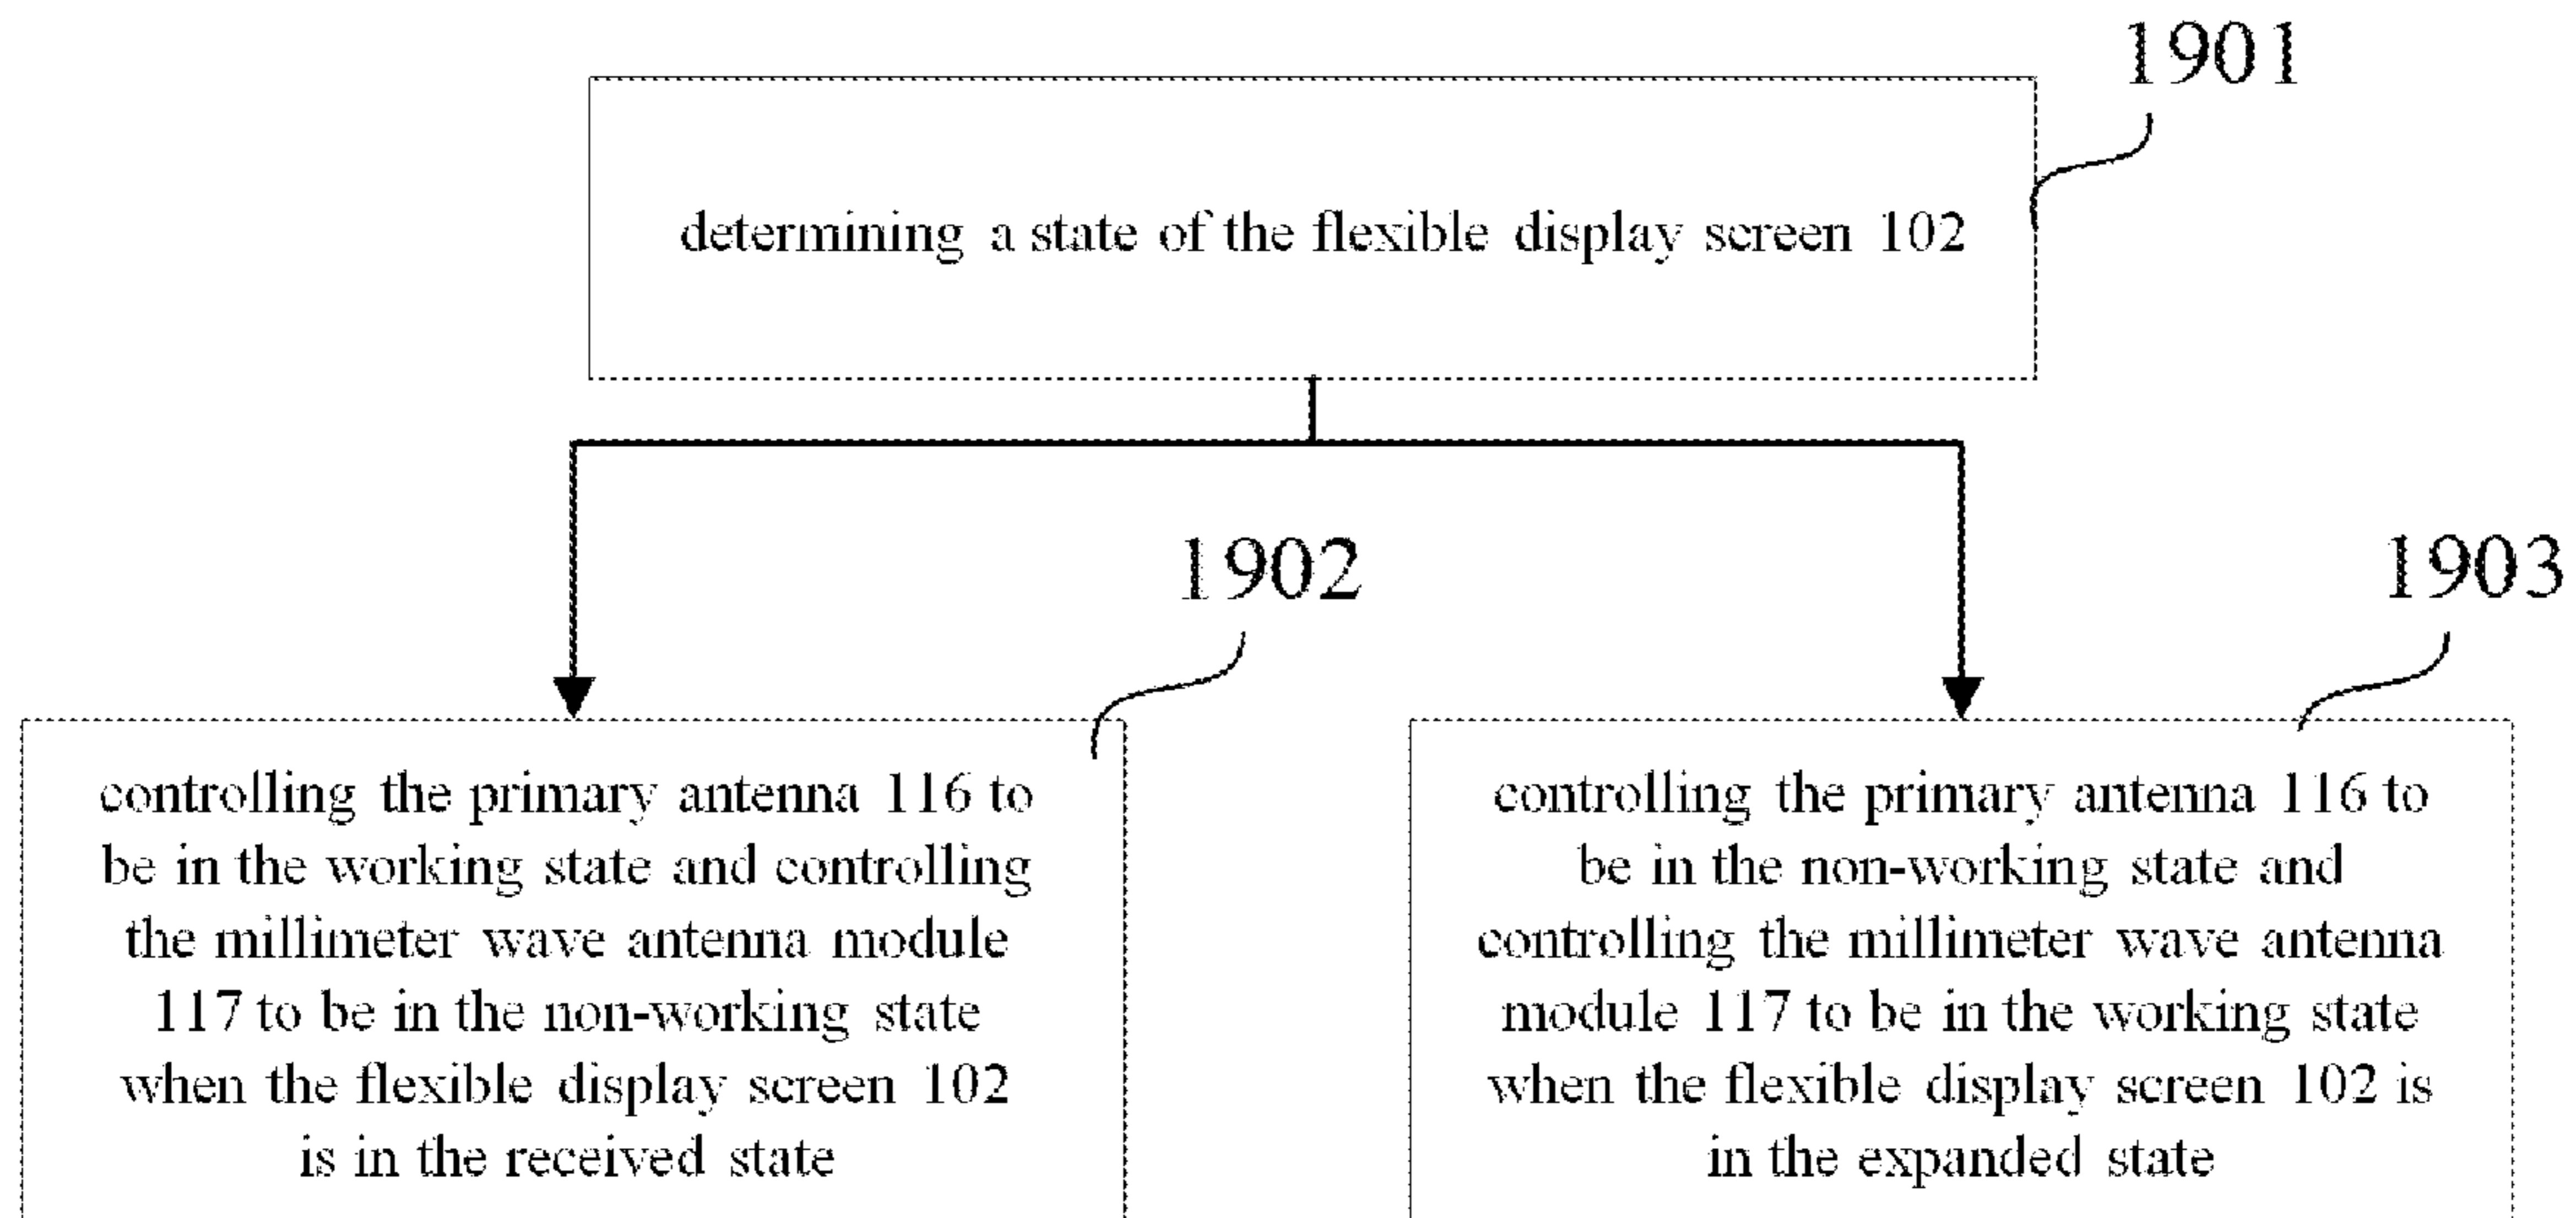 1901
determining a state of the flexible display screen 102
1902
1903
controlling the primary antenna 116 to
be in the working state and controlling
the millimeter wave antenna module
117 to be in the non-working state
when the flexible display screen 102
is in the received state
controlling the primary antenna 116 to
be in the non-working state and
controlling the millimeter wave antenna
module 117 to be in the working state
when the flexible display screen 102 is
in the expanded state